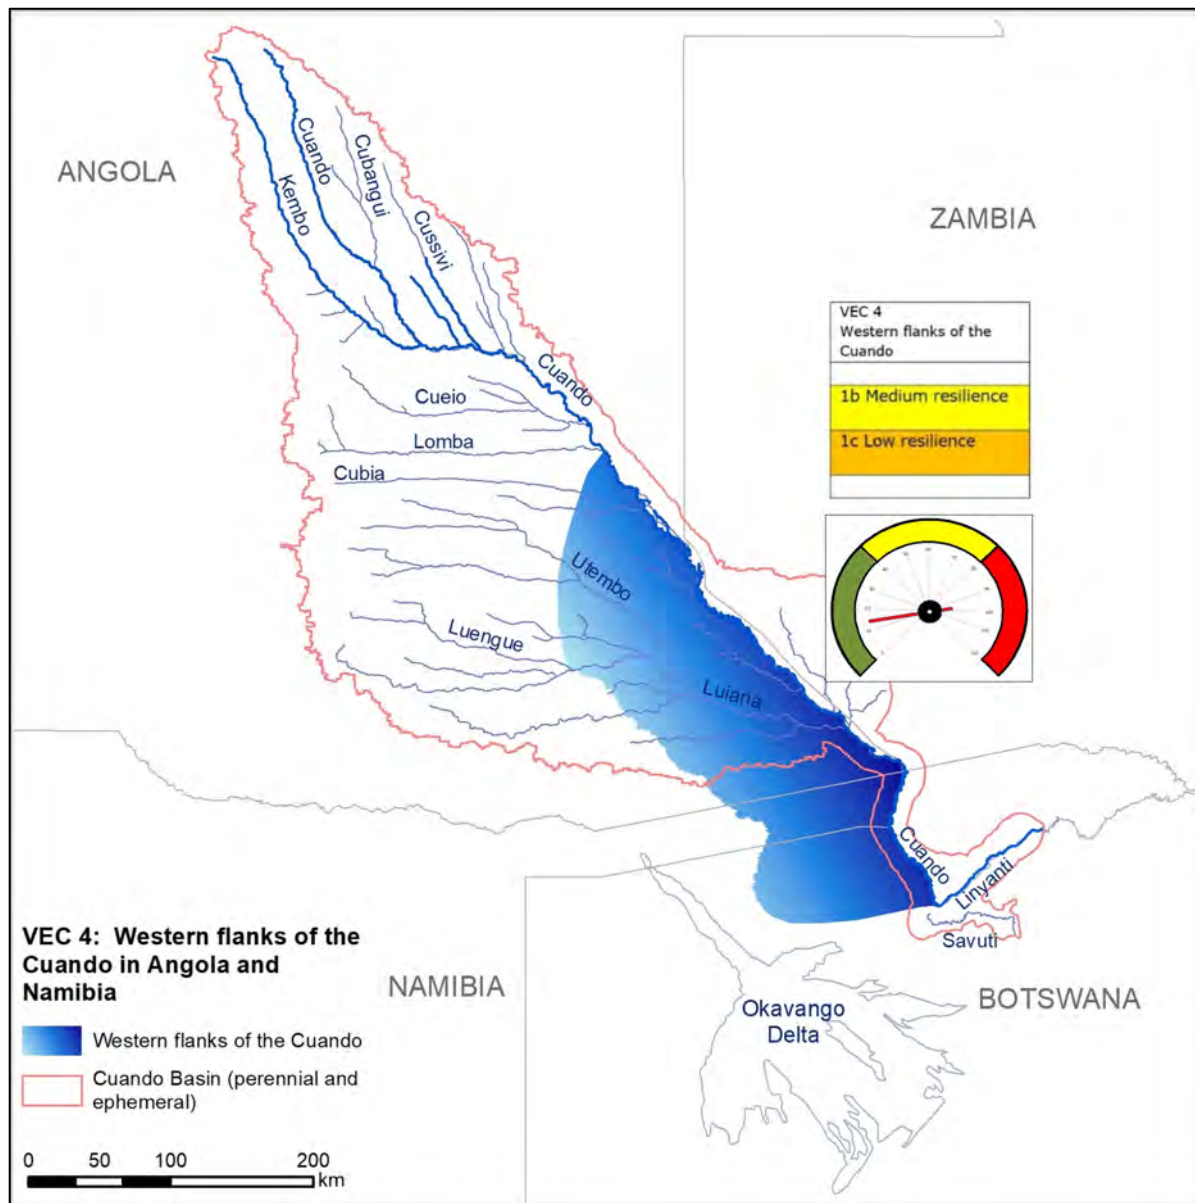 ANGOLA
ZAMBIA
Kembo
Cuando
Cubangui
Cussivi
VEC 4
Western flanks of the
Cuando
1b Medium resilience
1c Low resilience
Cuando
Cueio
Lomba
Cubia
Utembo
Luengue
Luiana
Cuando
Linyanti
Savuti
NAMIBIA
BOTSWANA
Okavango
Delta
VEC 4: Western flanks of the
Cuando in Angola and
Namibia
Western flanks of the Cuando
Cuando Basin (perennial and
ephemeral)
0 50 100 200
km